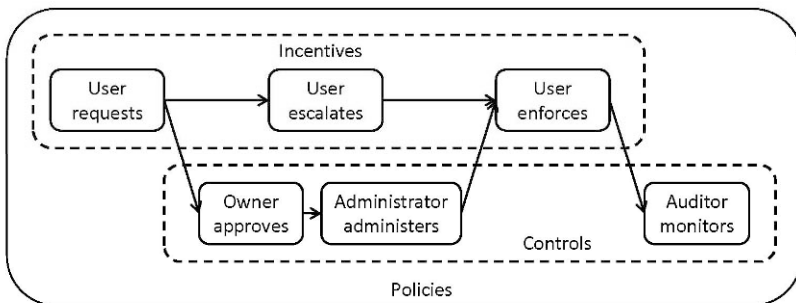 Incentives
User
requests
User
escalates
User
enforces
Owner
approves
Administrator
administers
Auditor
monitors
Controls
Policies